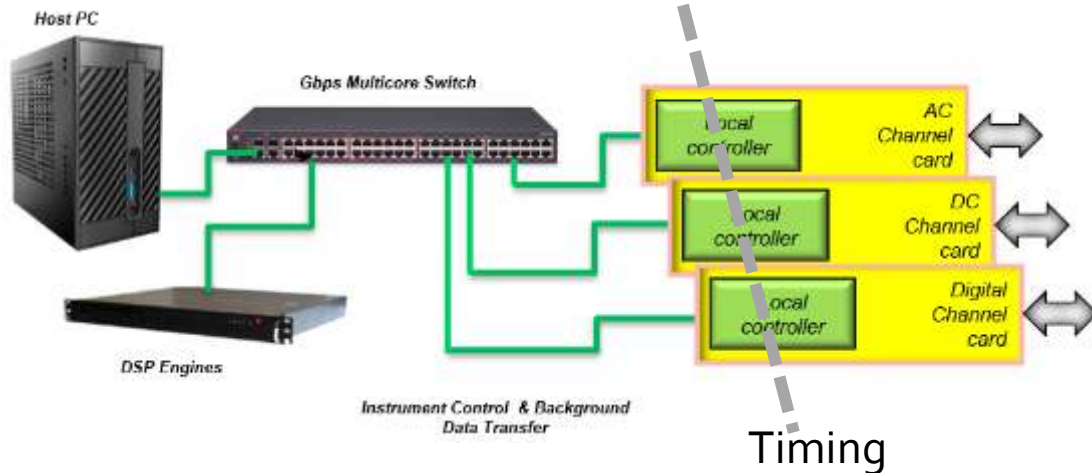 Host PC
Gbps Multicore Switch
Local
controller
AC
Channel
card
Local
controller
DC
Channel
card
Local
controller
Digital
Channel
card
DSP Engines
Instrument Control & Background
Data Transfer
Timing